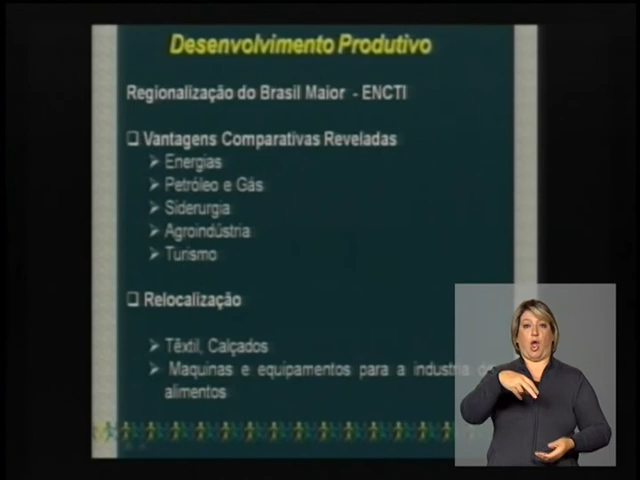 Desenvolvimento Produtivo
Regionalização do Brasil Maior - ENCTI
Vantagens Comparativas Reveladas
Energias
Petróleo e Gás
Siderurgia
Agroindústria
Turismo
Relocalização
Têxtil, Calçados
Maquinas e equipamentos para a industria
alimentos